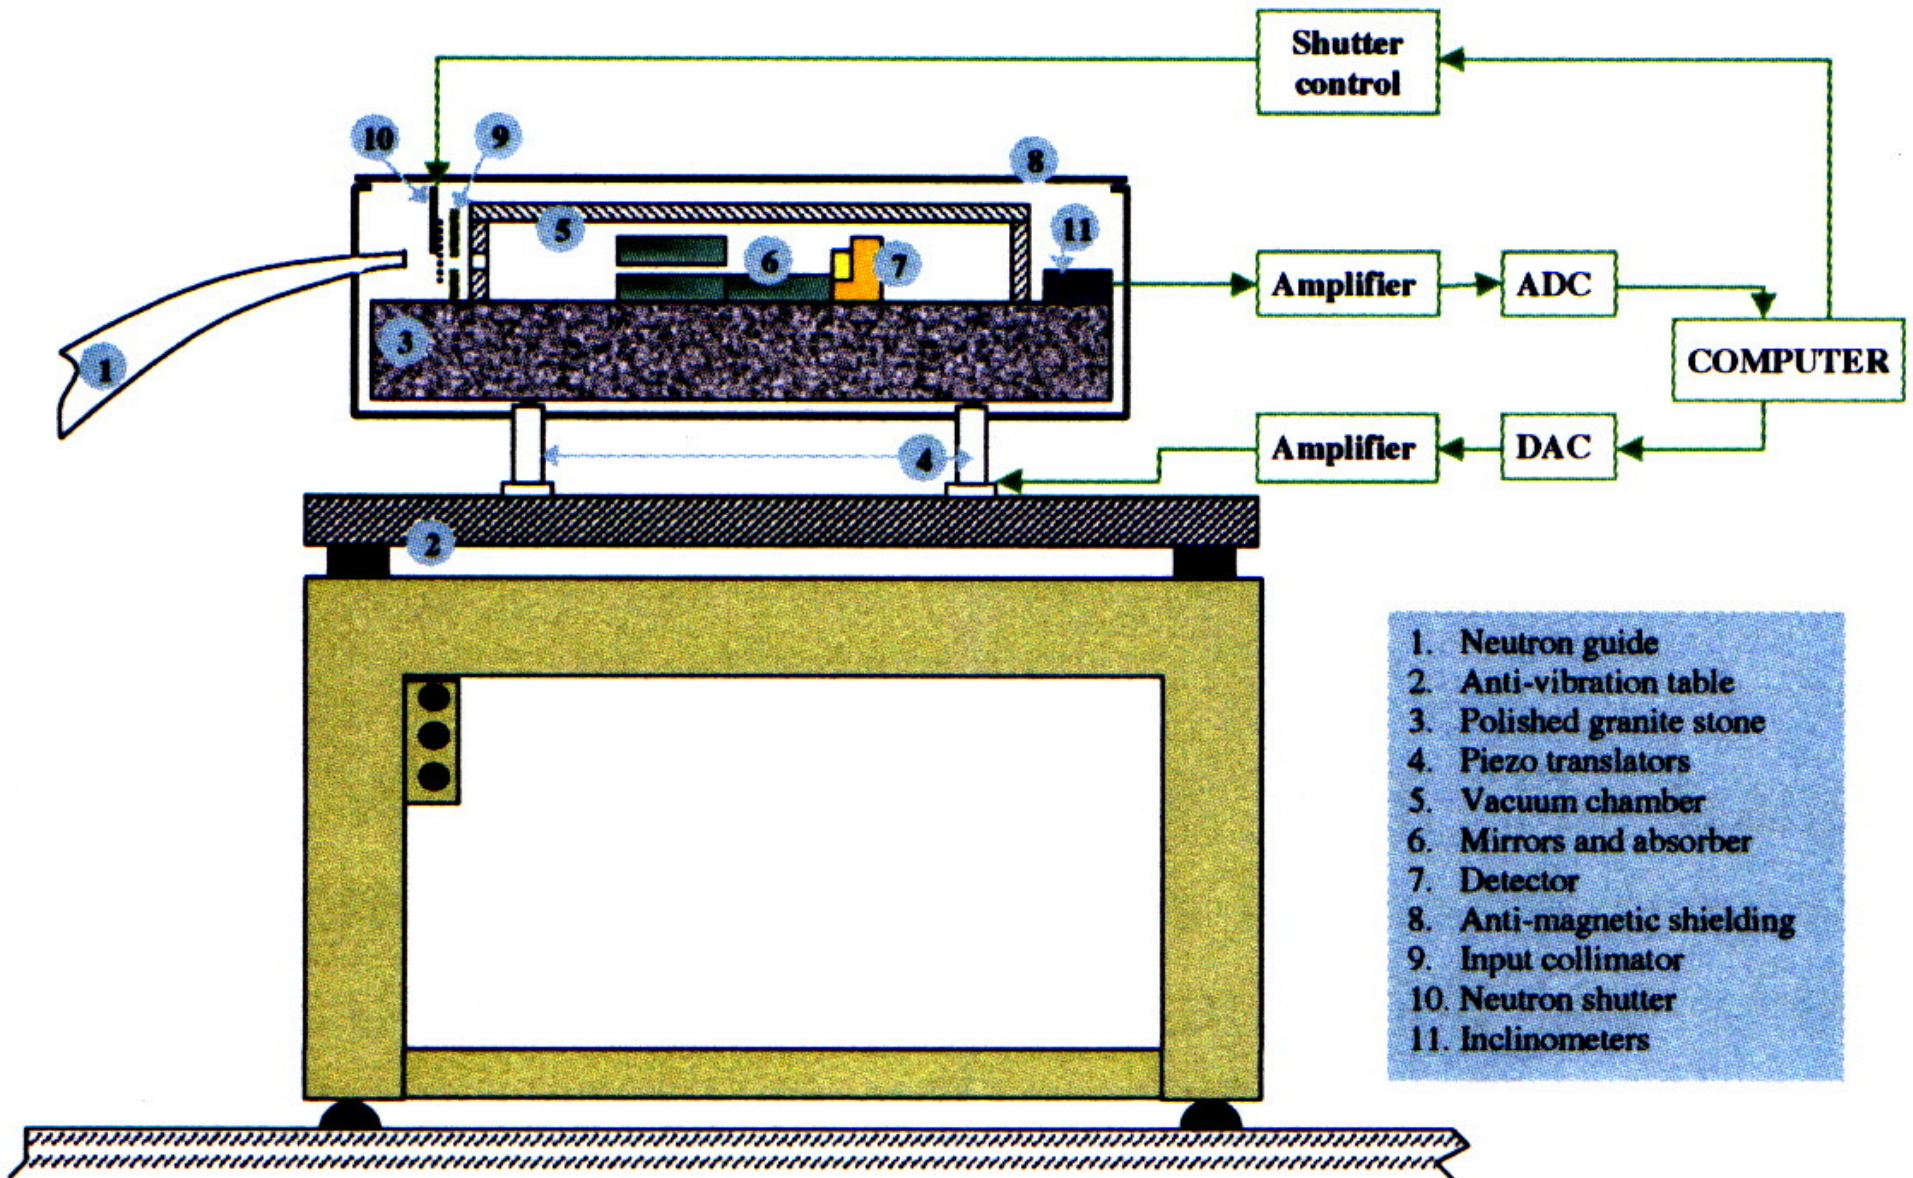 Shutter
control
10
9
8
5
11
6
7
Amplifier
ADC
1
3
COMPUTER
4
Amplifier
DAC
2
1. Neutron guide
2. Anti-vibration table
3. Polished granite stone
4. Piezo translators
5. Vacuum chamber
6. Mirrors and absorber
7. Detector
8. Anti-magnetic shielding
9. Input collimator
10. Neutron shutter
11. Inclinometers